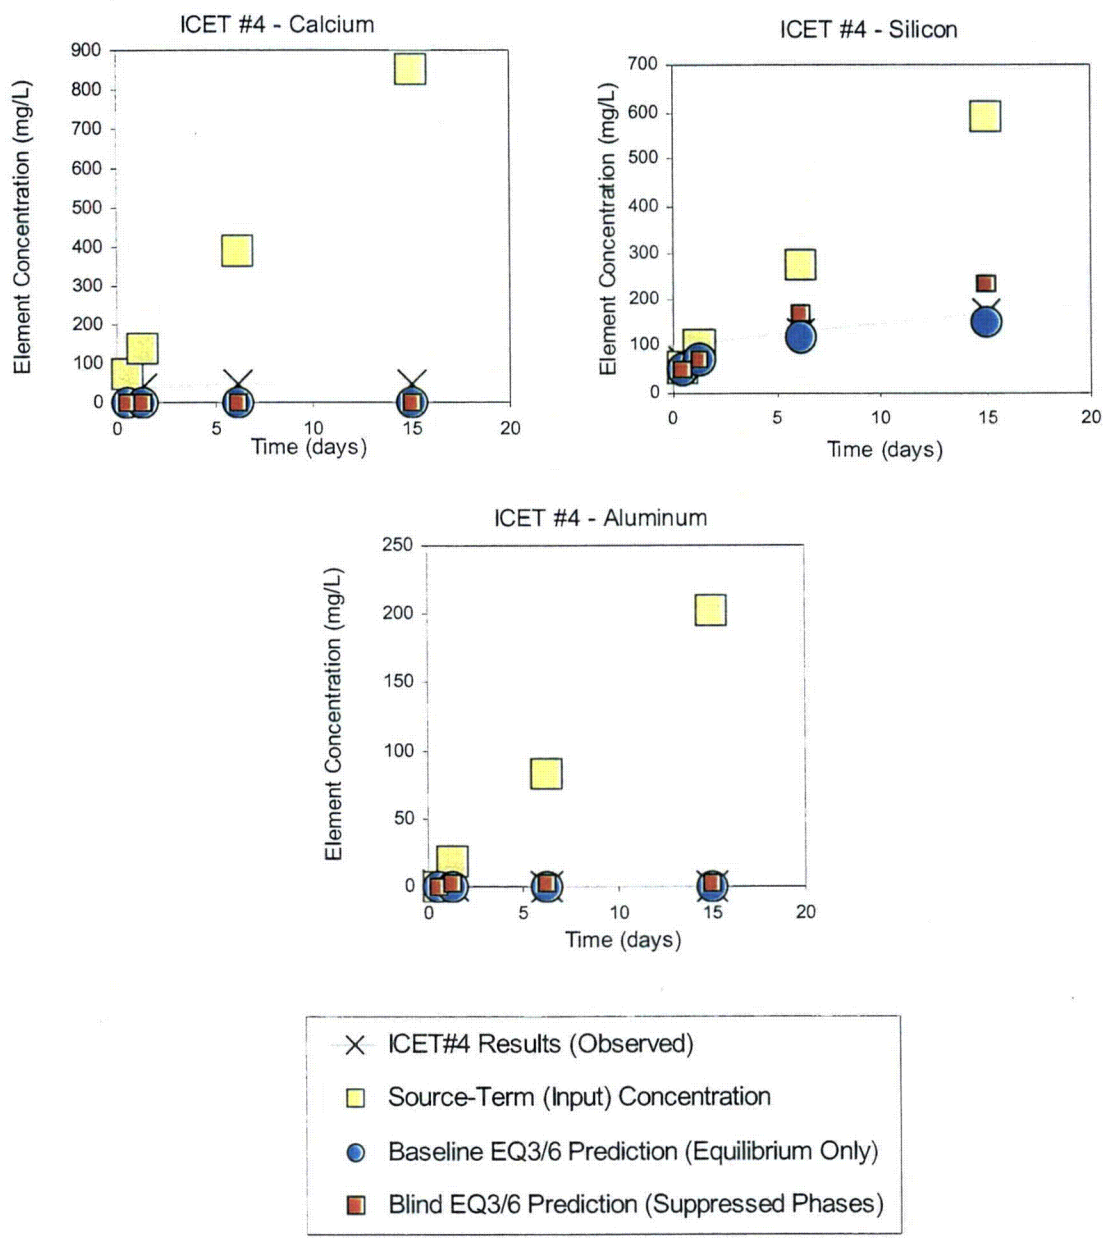 ICET #4 - Calcium
Element Concentration (mg/L)
900
800
700
600
500
400
300
200
100
0
0 5 10 15 20
Time (days)
ICET #4 - Silicon
Element Concentration (mg/L)
700
600
500
400
300
200
100
0
0 5 10 15 20
Time (days)
ICET #4 - Aluminum
Element Concentration (mg/L)
250
200
150
100
50
0
0 5 10 15 20
Time (days)
ICET#4 Results (Observed)
Source-Term (Input) Concentration
Baseline EQ3/6 Prediction (Equilibrium Only)
Blind EQ3/6 Prediction (Suppressed Phases)